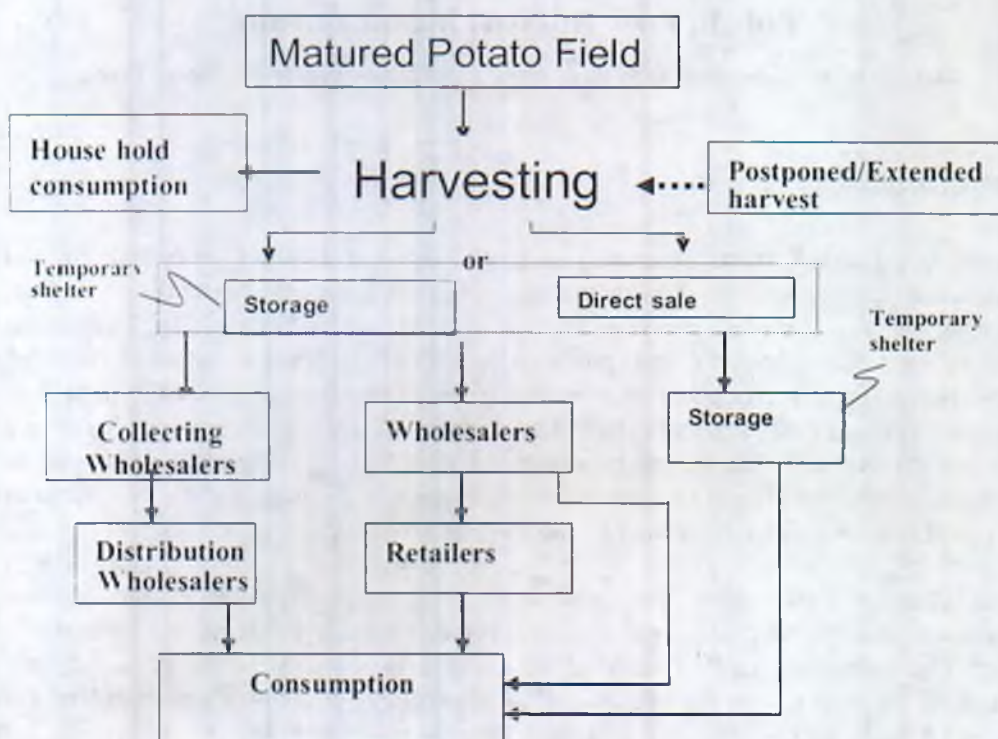 Matured Potato Field
House hold
consumption
Harvesting
Postponed/Extended
harvest
or
Temporary
shelter
Storage
Direct sale
Temporary
shelter
Collecting
Wholesalers
Wholesalers
Storage
Distribution
Wholesalers
Retailers
Consumption